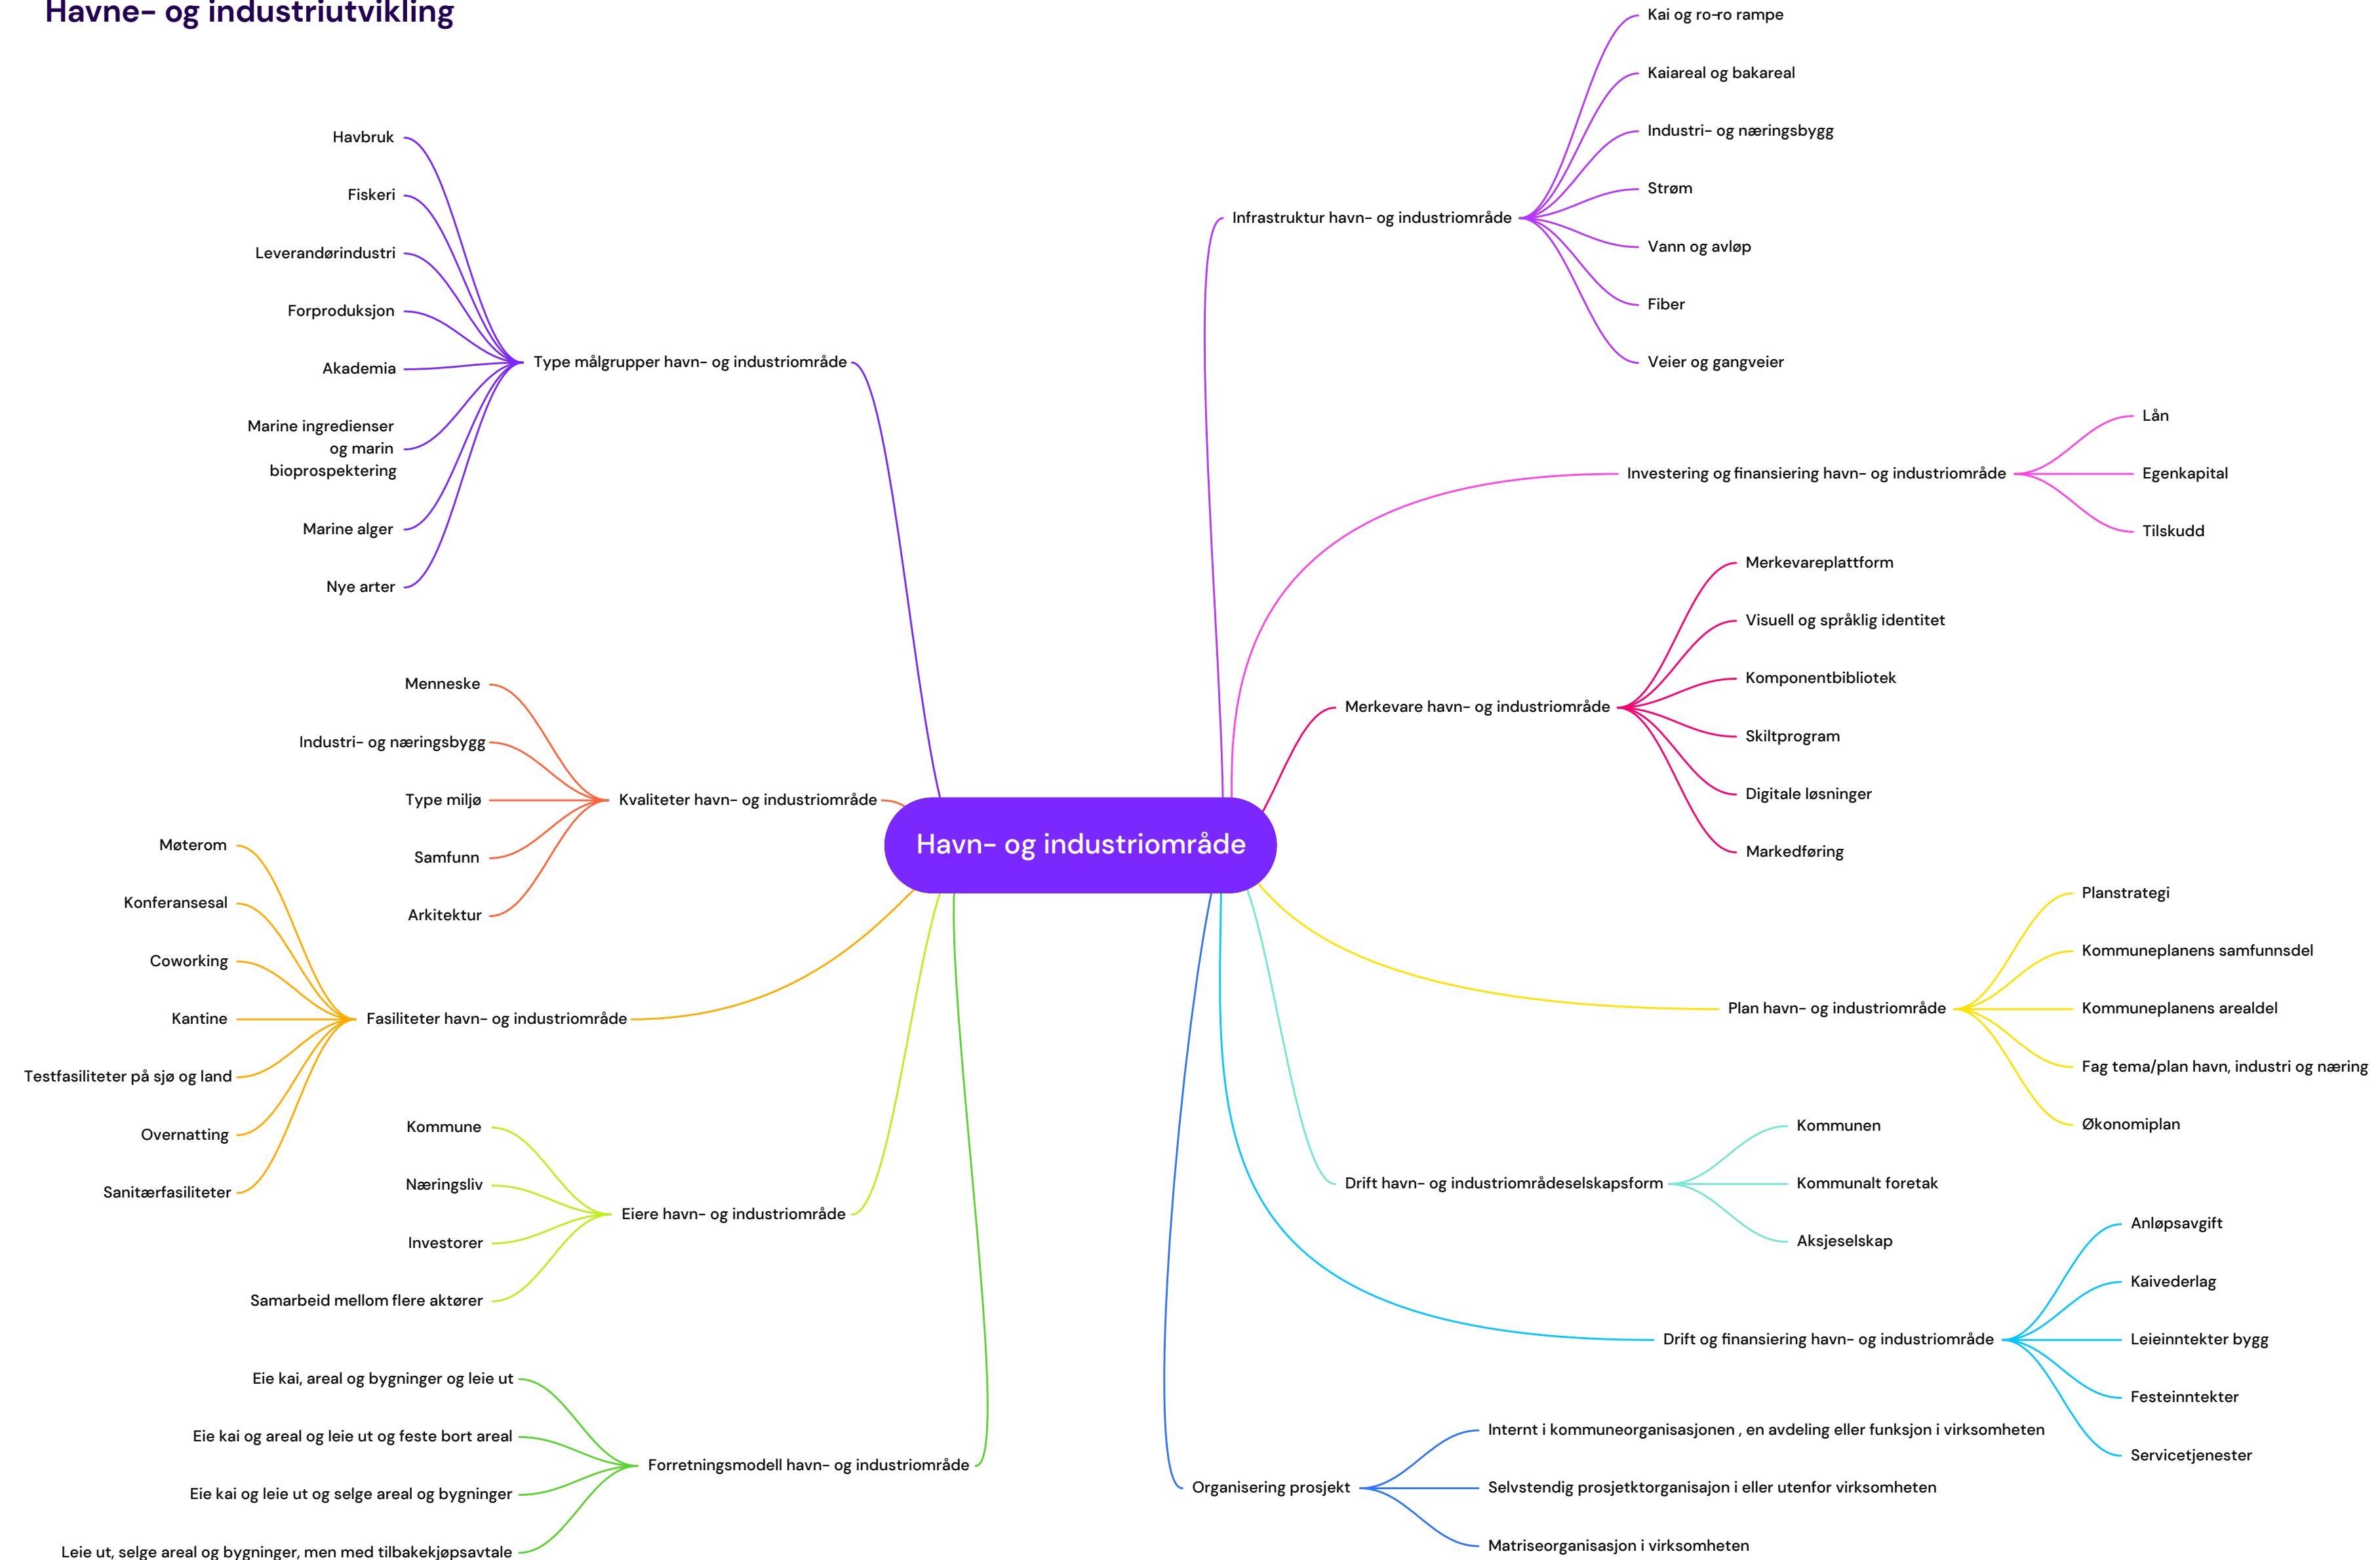 Havne- og industriutvikling
Havn- og industriområde
Type målgrupper havn- og industriområde
Havbruk
Fiskeri
Leverandørindustri
Forproduksjon
Akademia
Marine ingredienser
og marin
bioprospektering
Marine alger
Nye arter
Kvaliteter havn- og industriområde
Menneske
Industri- og næringsbygg
Type miljø
Samfunn
Arkitektur
Fasiliteter havn- og industriområde
Møterom
Konferansesal
Coworking
Kantine
Testfasiliteter på sjø og land
Overnatting
Sanitærfasiliteter
Eiere havn- og industriområde
Kommune
Næringsliv
Investorer
Samarbeid mellom flere aktører
Forretningsmodell havn- og industriområde
Eie kai, areal og bygninger og leie ut
Eie kai og areal og leie ut og feste bort areal
Eie kai og leie ut og selge areal og bygninger
Leie ut, selge areal og bygninger, men med tilbakekjøpsavtale
Infrastruktur havn- og industriområde
Kai og ro-ro rampe
Kaiareal og bakareal
Industri- og næringsbygg
Strøm
Vann og avløp
Fiber
Veier og gangveier
Investering og finansiering havn- og industriområde
Lån
Egenkapital
Tilskudd
Merkevare havn- og industriområde
Merkevareplattform
Visuell og språklig identitet
Komponentbibliotek
Skiltprogram
Digitale løsninger
Markedføring
Plan havn- og industriområde
Planstrategi
Kommuneplanens samfunnsdel
Kommuneplanens arealdel
Fag tema/plan havn, industri og næring
Økonomiplan
Drift havn- og industriområdeselskapsform
Kommunen
Kommunalt foretak
Aksjeselskap
Drift og finansiering havn- og industriområde
Anløpsavgift
Kaivederlag
Leieinntekter bygg
Festeinntekter
Servicetjenester
Organisering prosjekt
Internt i kommuneorganisasjonen , en avdeling eller funksjon i virksomheten
Selvstendig prosjetktorganisajon i eller utenfor virksomheten
Matriseorganisasjon i virksomheten